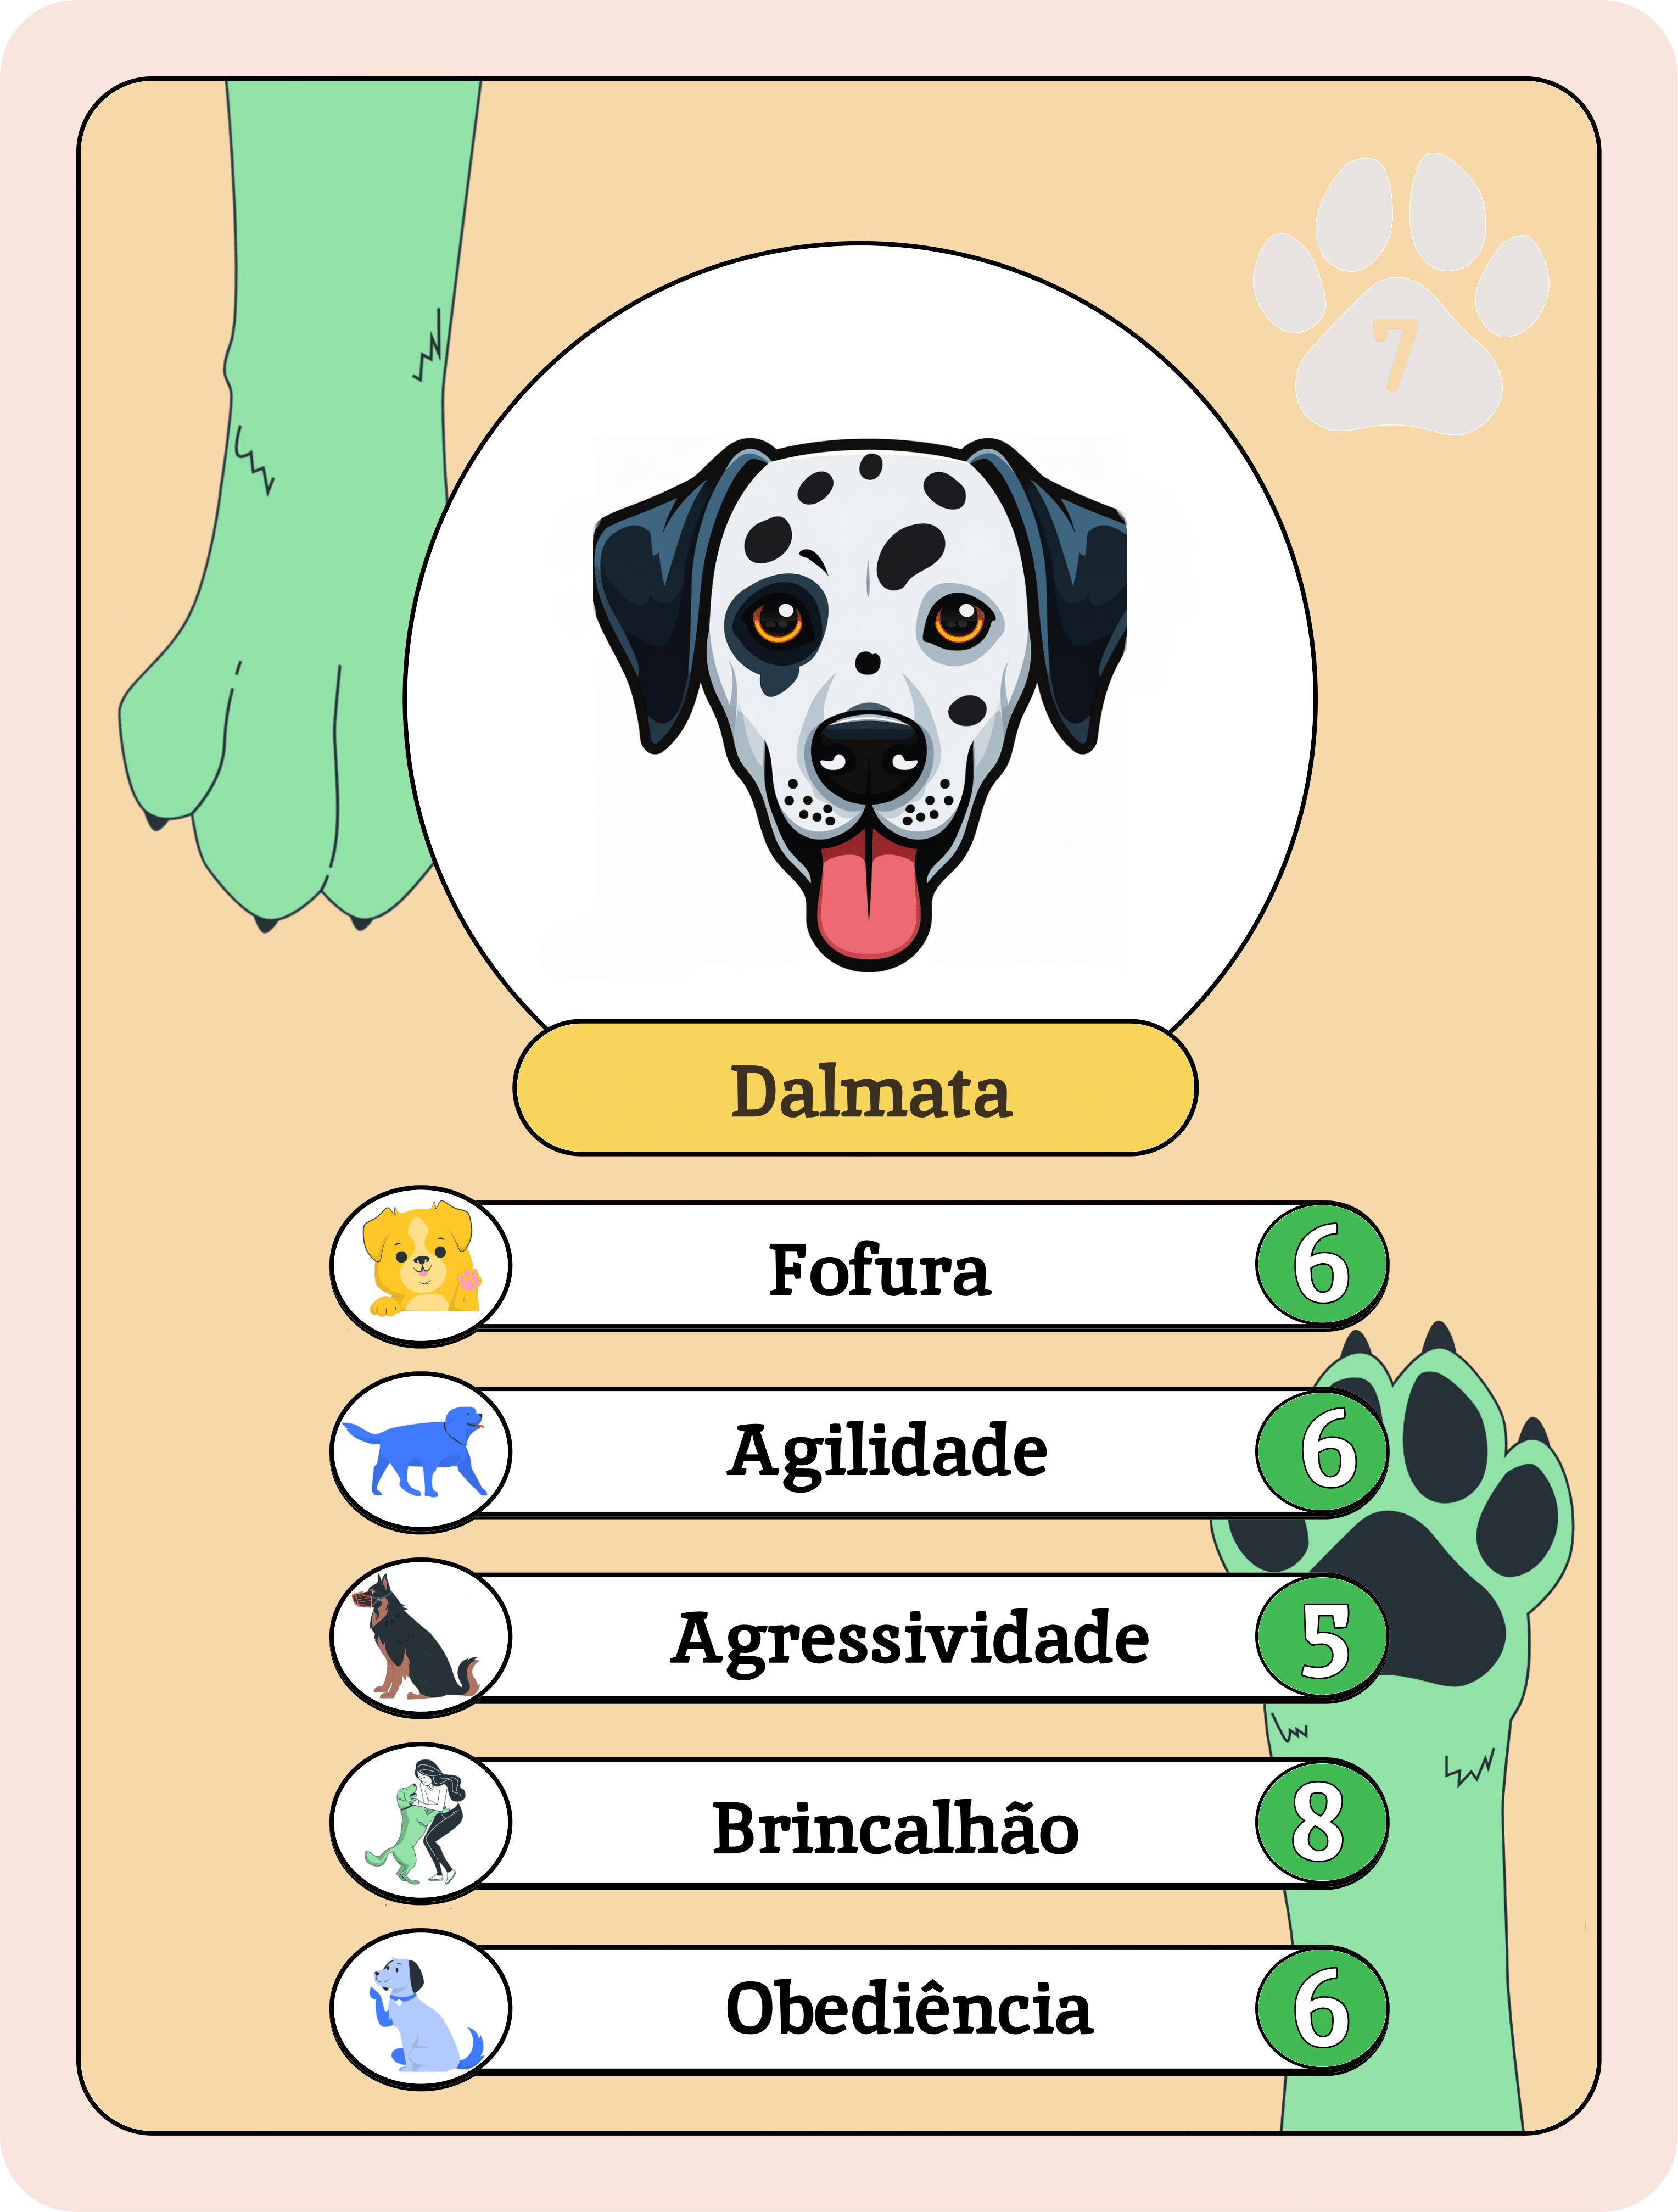 7
Dalmata
Fofura 6
Agilidade 6
Agressividade 5
Brincalhão 8
Obediência 6